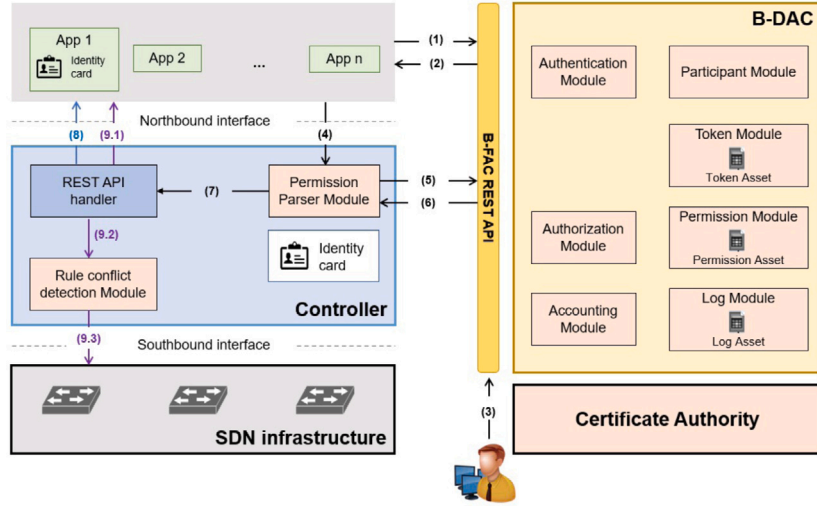 App 1
Identity
card
App 2
...
App n
(1)
(2)
Northbound interface
(8)
(9.1)
(4)
REST API
handler
(7)
Permission
Parser Module
(5)
(6)
(9.2)
Identity
card
Rule conflict
detection Module
Controller
(9.3)
Southbound interface
SDN infrastructure
B-FAC REST API
(3)
B-DAC
Authentication
Module
Participant Module
Token Module
Token Asset
Authorization
Module
Permission Module
Permission Asset
Accounting
Module
Log Module
Log Asset
Certificate Authority